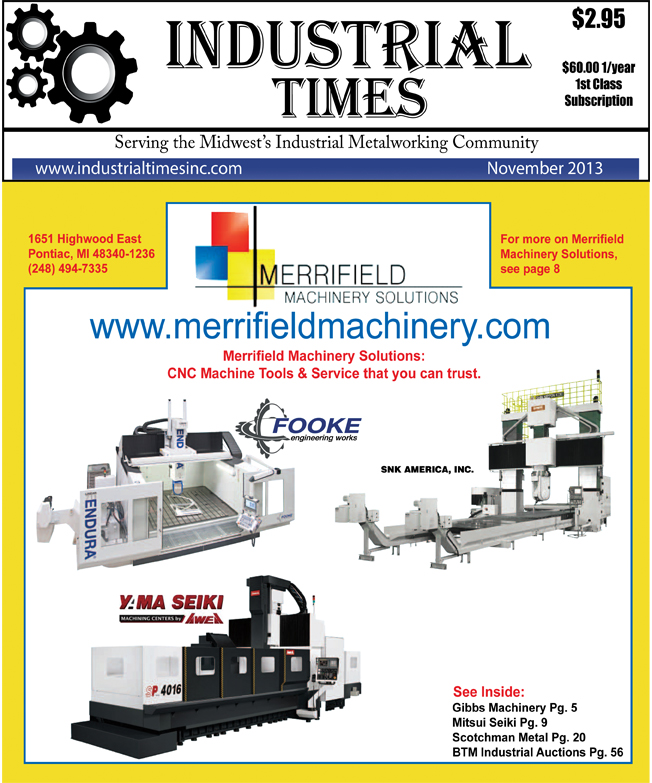 INDUSTRIAL
TIMES
$2.95
$60.00 1/year
1st Class
Subscription
Serving the Midwest's Industrial Metalworking Community
www.industrialtimesinc.com
November 2013
1651 Highwood East
Pontiac, MI 48340-1236
(248) 494-7335
MERRIFIELD
MACHINERY SOLUTIONS
For more on Merrifield
Machinery Solutions,
see page 8
www.merrifieldmachinery.com
Merrifield Machinery Solutions:
CNC Machine Tools & Service that you can trust.
FOOKE
engineering works
ENDURA
SNK AMERICA, INC.
YAMA SEIKI
MACHINING CENTERS by AWEA
P 4016
See Inside:
Gibbs Machinery Pg. 5
Mitsui Seiki Pg. 9
Scotchman Metal Pg. 20
BTM Industrial Auctions Pg. 56